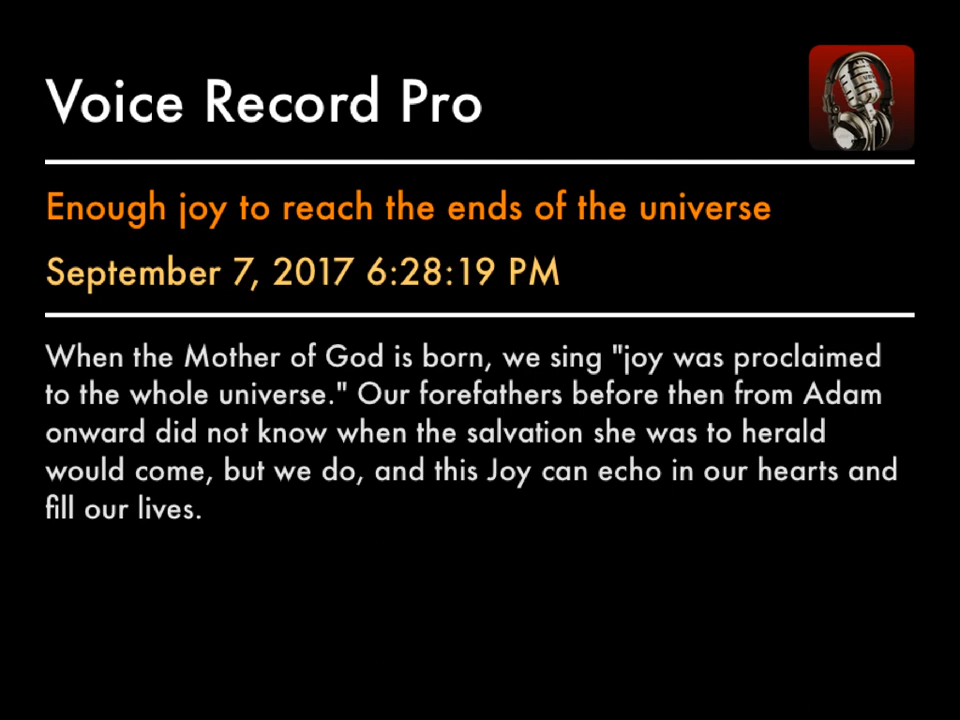 Voice Record Pro
Enough joy to reach the ends of the universe
September 7, 2017 6:28:19 PM
When the Mother of God is born, we sing "joy was proclaimed
to the whole universe." Our forefathers before then from Adam
onward did not know when the salvation she was to herald
would come, but we do, and this Joy can echo in our hearts and
fill our lives.